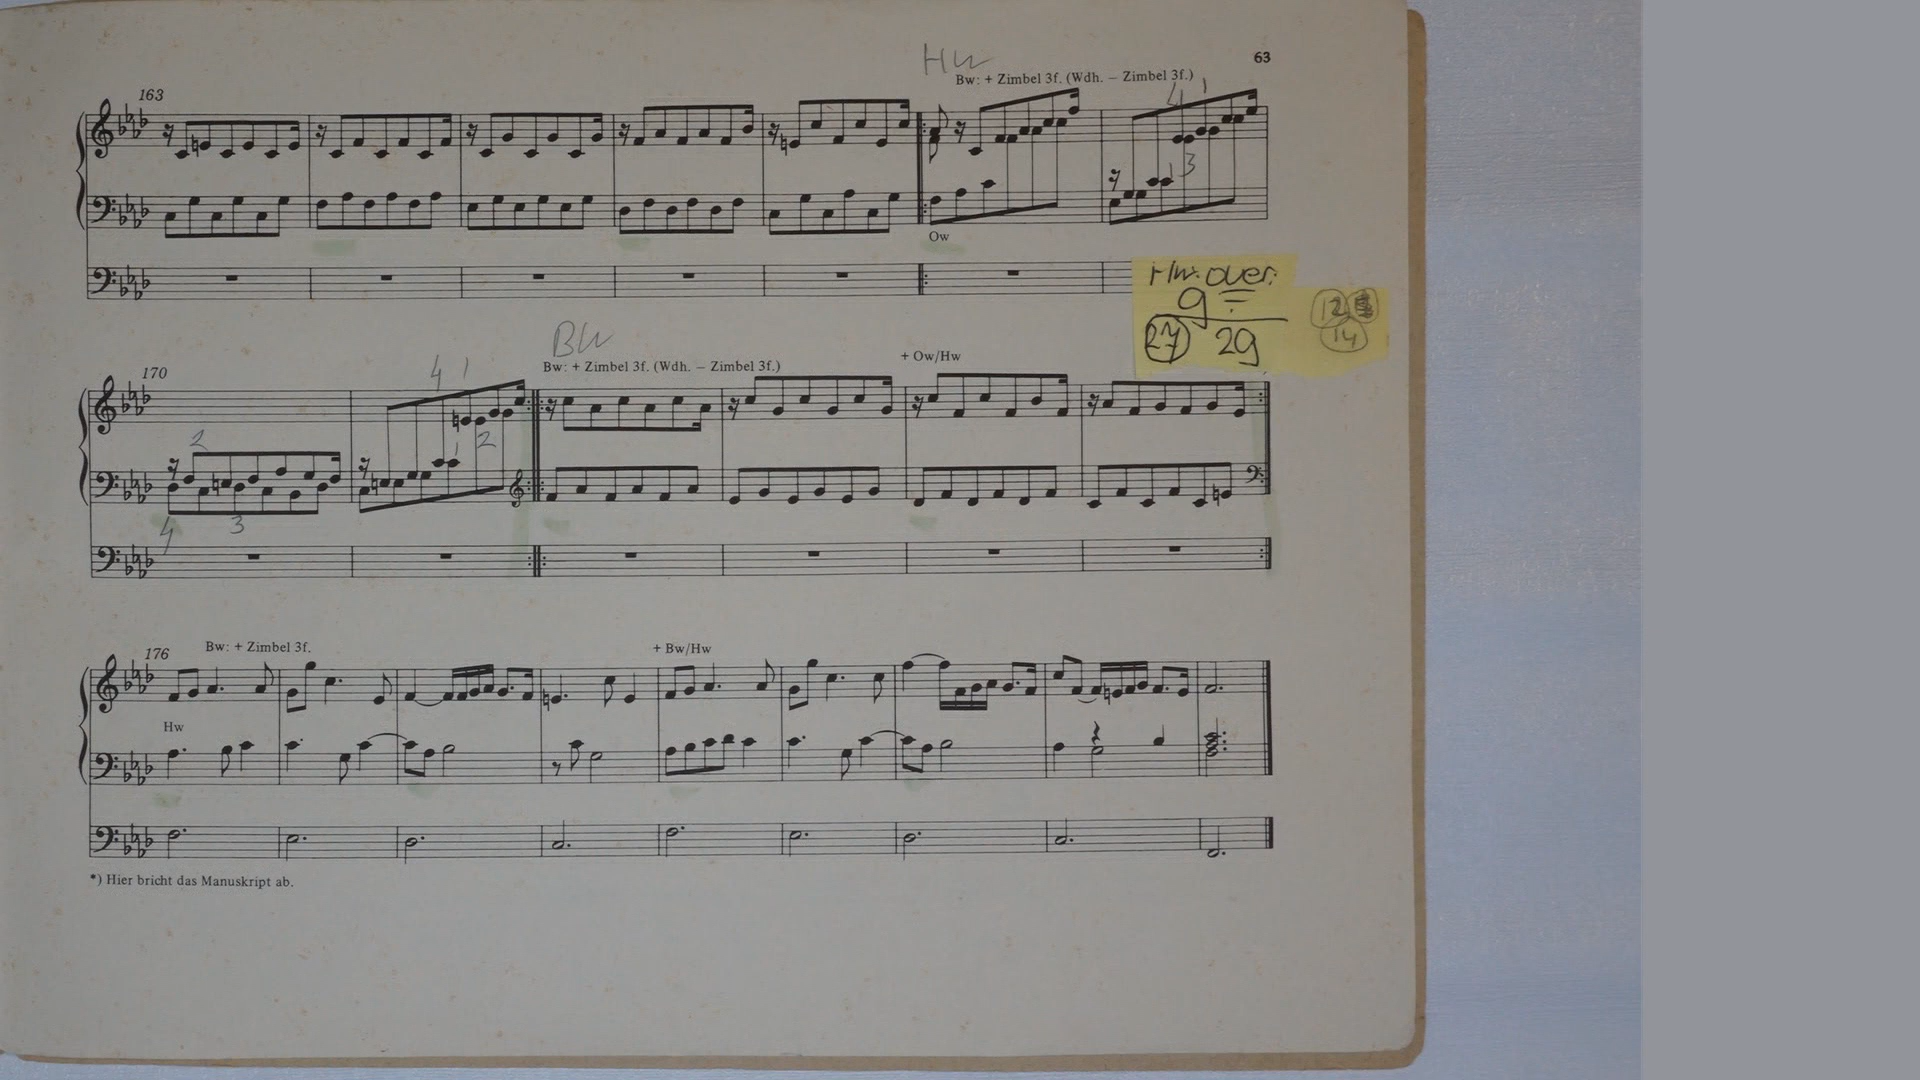 63
HW
Bw: + Zimbel 3f. (Wdh. – Zimbel 3f.)
163
4 1
3
Ow
Hw. over.
9
27 29
12
14
BW
170
4 1
Bw: + Zimbel 3f. (Wdh. – Zimbel 3f.)
+ Ow/Hw
2
2
4
3
176
Bw: + Zimbel 3f.
+ Bw/Hw
Hw
*) Hier bricht das Manuskript ab.